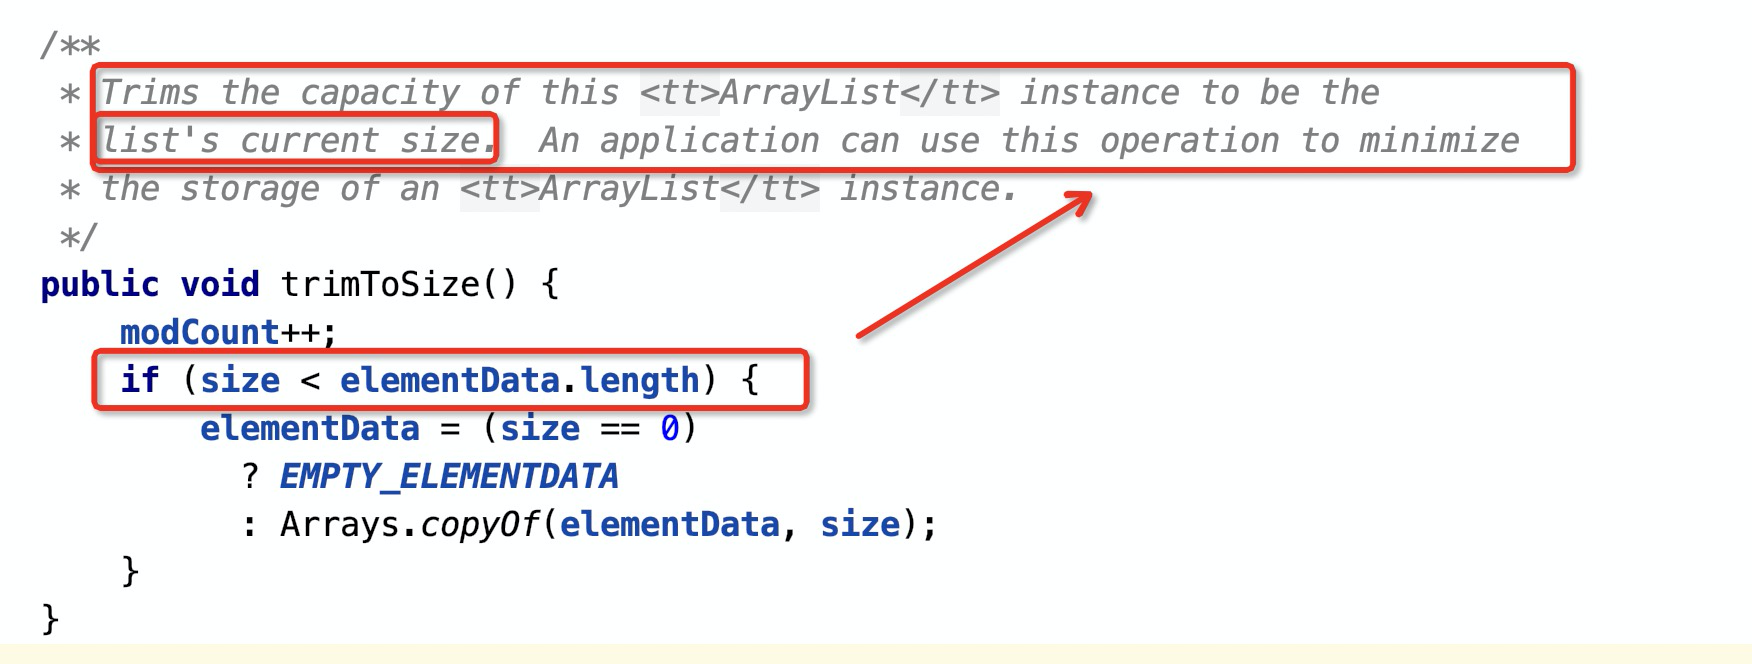 /**
* Trims the capacity of this <tt>ArrayList</tt> instance to be the
* list's current size.  An application can use this operation to minimize
* the storage of an <tt>ArrayList</tt> instance.
*/
public void trimToSize() {
modCount++;
if (size < elementData.length) {
elementData = (size == 0)
? EMPTY_ELEMENTDATA
: Arrays.copyOf(elementData, size);
}
}